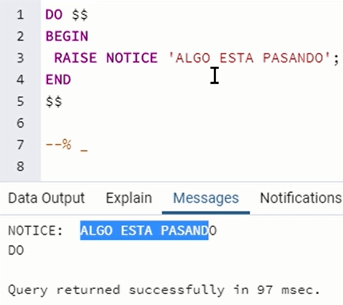 1 DO $$
2 BEGIN
3 RAISE NOTICE 'ALGO ESTA PASANDO';
4 END
5 $$
6
7 --% _
8
Data Output Explain Messages Notifications
NOTICE: ALGO ESTA PASANDO
DO
Query returned successfully in 97 msec.